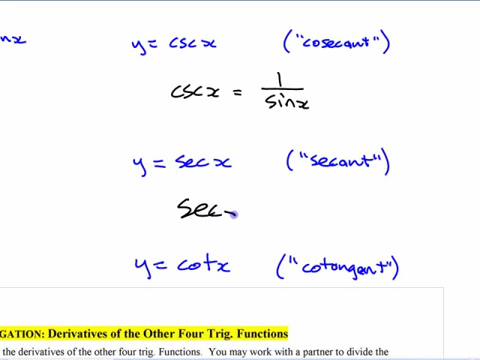 nx
y = csc x ("cosecant")
csc x = 1/sin x
y = sec x ("secant")
sec
y = cot x ("cotangent")
GATION: Derivatives of the Other Four Trig. Functions
the derivatives of the other four trig. Functions. You may work with a partner to divide the